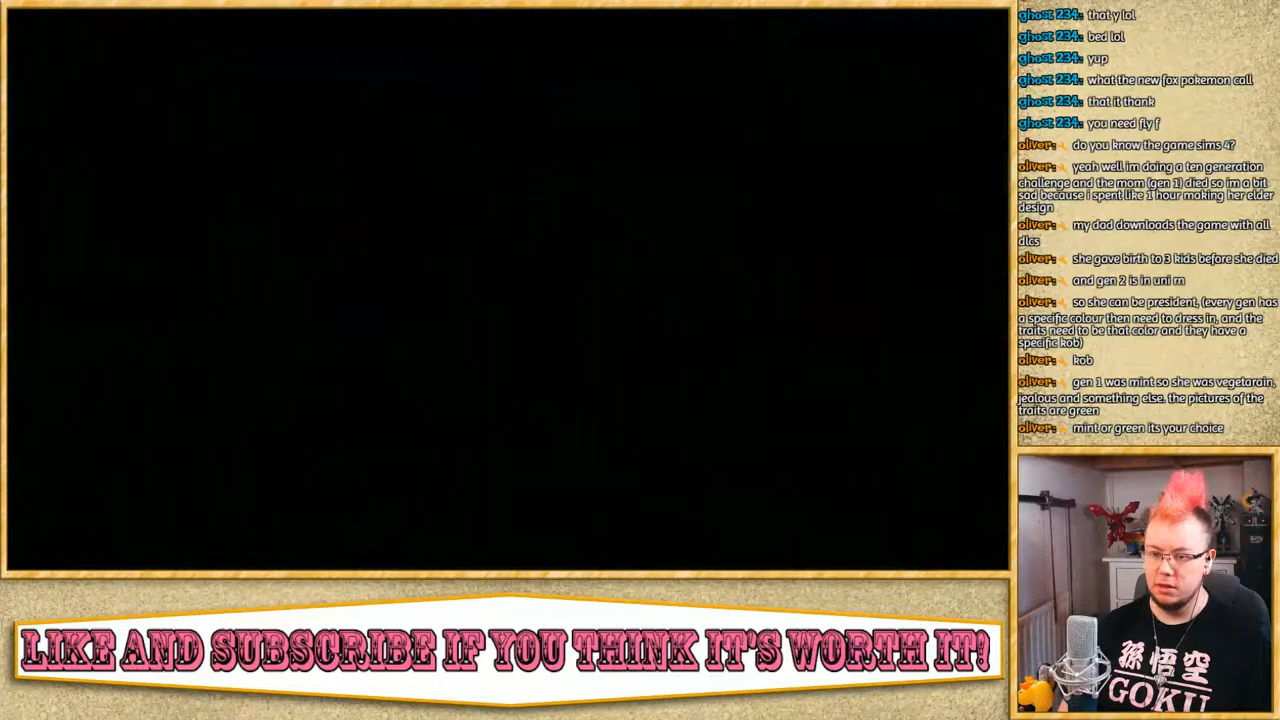 ghost 234: that y lol
ghost 234: bed lol
ghost 234: yup
ghost 234: what the new fox pokemon call
ghost 234: that it thank
ghost 234: you need fly f
oliver: do you know the game sims 4?
oliver: yeah well im doing a ten generation
challenge and the mom (gen 1) died so im a bit
sad because i spent like 1 hour making her elder
design
oliver: my dad downloads the game with all
dlcs
oliver: she gave birth to 3 kids before she died
oliver: and gen 2 is in uni rn
oliver: so she can be president, (every gen has
a specific colour then need to dress in, and the
traits need to be that color and they have a
specific kob)
oliver: kob
oliver: gen 1 was mint so she was vegetarain,
jealous and something else. the pictures of the
traits are green
oliver: mint or green its your choice
孫悟空
GOKU
LIKE AND SUBSCRIBE IF YOU THINK IT'S WORTH IT!